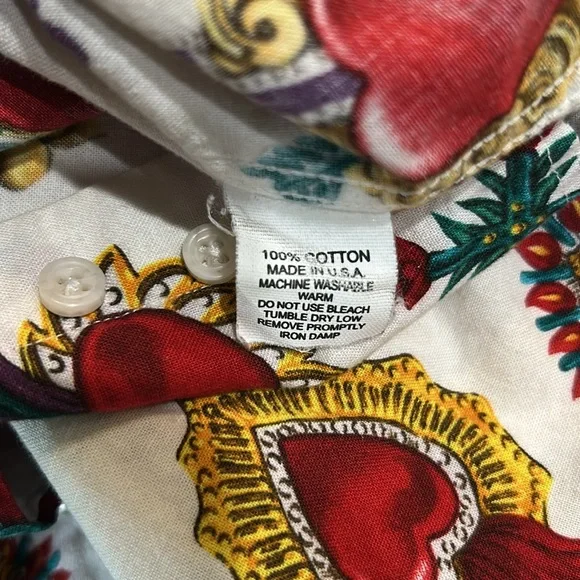 100% COTTON
MADE IN U.S.A.
MACHINE WASHABLE
WARM
DO NOT USE BLEACH
TUMBLE DRY LOW
REMOVE PROMPTLY
IRON DAMP